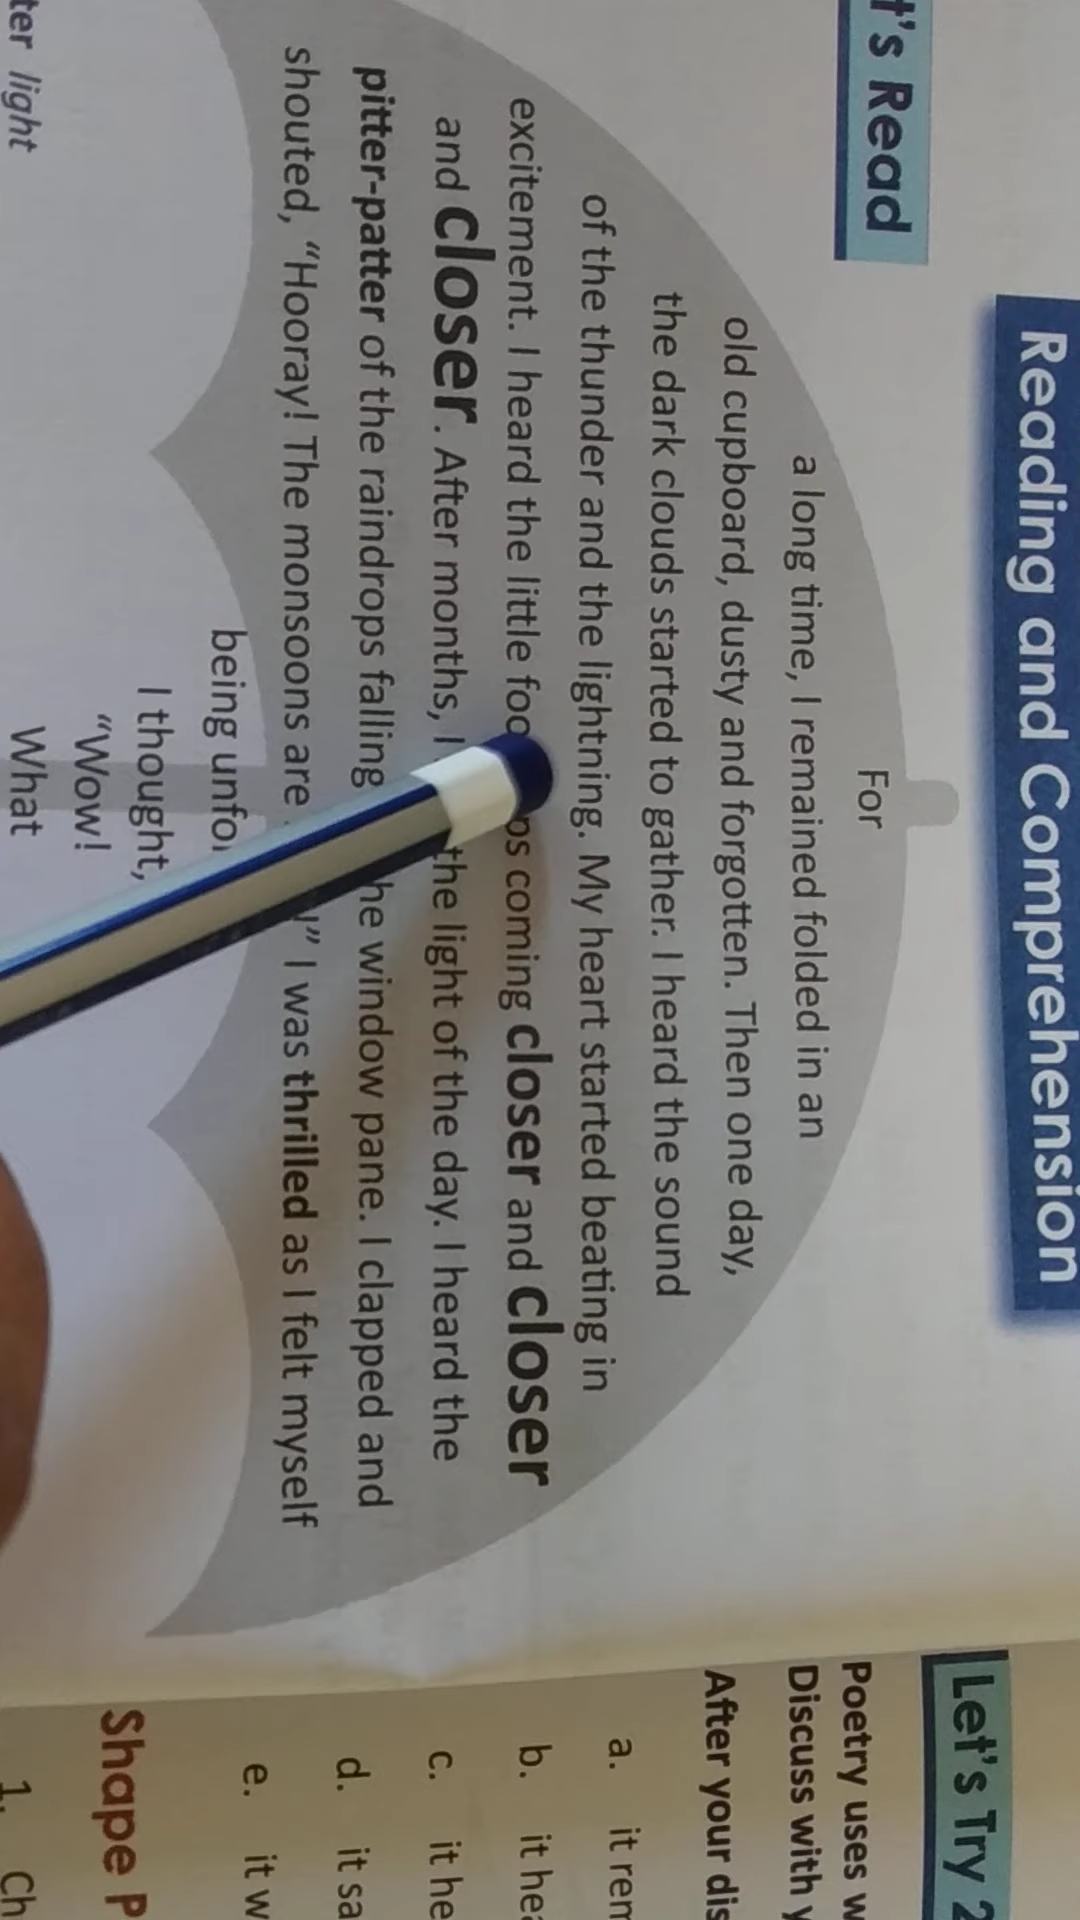 Reading and Comprehension
t's Read
For
a long time, I remained folded in an
old cupboard, dusty and forgotten. Then one day,
the dark clouds started to gather. I heard the sound
of the thunder and the lightning. My heart started beating in
excitement. I heard the little coming closer and closer
and closer. After months, I the light of the day. I heard the
pitter-patter of the raindrops falling the window pane. I clapped and
shouted, “Hooray! The monsoons are I was thrilled as I felt myself
being
I thought,
“Wow!
What
ter light
Let's Try 2
Poetry uses w
Discuss with y
After your dis
a. it rem
b. it hea
c. it he
d. it sa
e. it w
Shape P
1. Ch